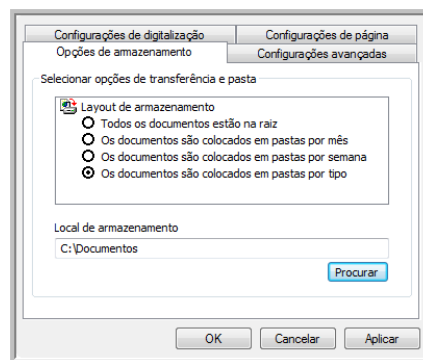 Configurações de digitalização
Configurações de página
Opções de armazenamento
Configurações avançadas
Selecionar opções de transferência e pasta
Layout de armazenamento
Todos os documentos estão na raiz
Os documentos são colocados em pastas por mês
Os documentos são colocados em pastas por semana
Os documentos são colocados em pastas por tipo
Local de armazenamento
C:\Documentos
Procurar
OK
Cancelar
Aplicar